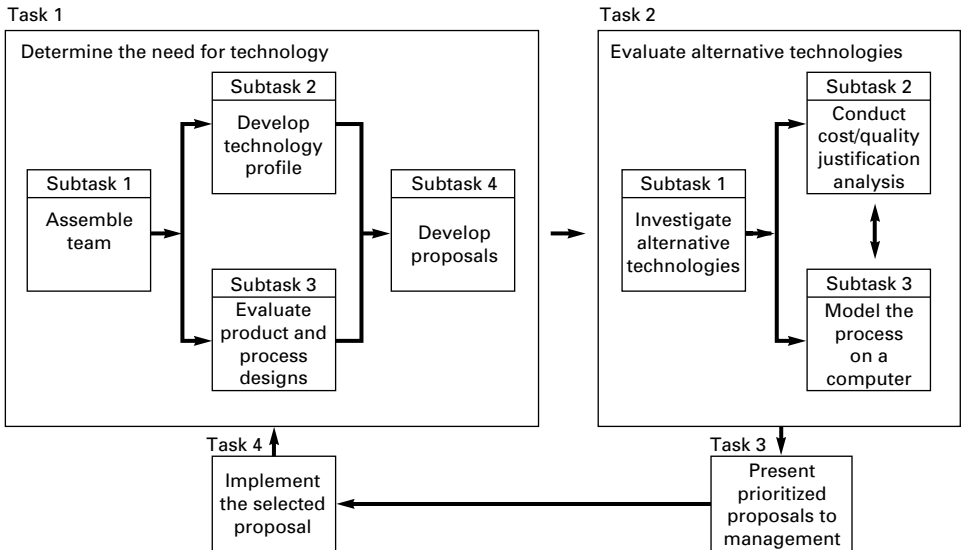 Task 1
Determine the need for technology
Subtask 1
Assemble
team
Subtask 2
Develop
technology
profile
Subtask 3
Evaluate
product and
process
designs
Subtask 4
Develop
proposals
Task 2
Evaluate alternative technologies
Subtask 1
Investigate
alternative
technologies
Subtask 2
Conduct
cost/quality
justification
analysis
Subtask 3
Model the
process
on a
computer
Task 3
Present
prioritized
proposals to
management
Task 4
Implement
the selected
proposal